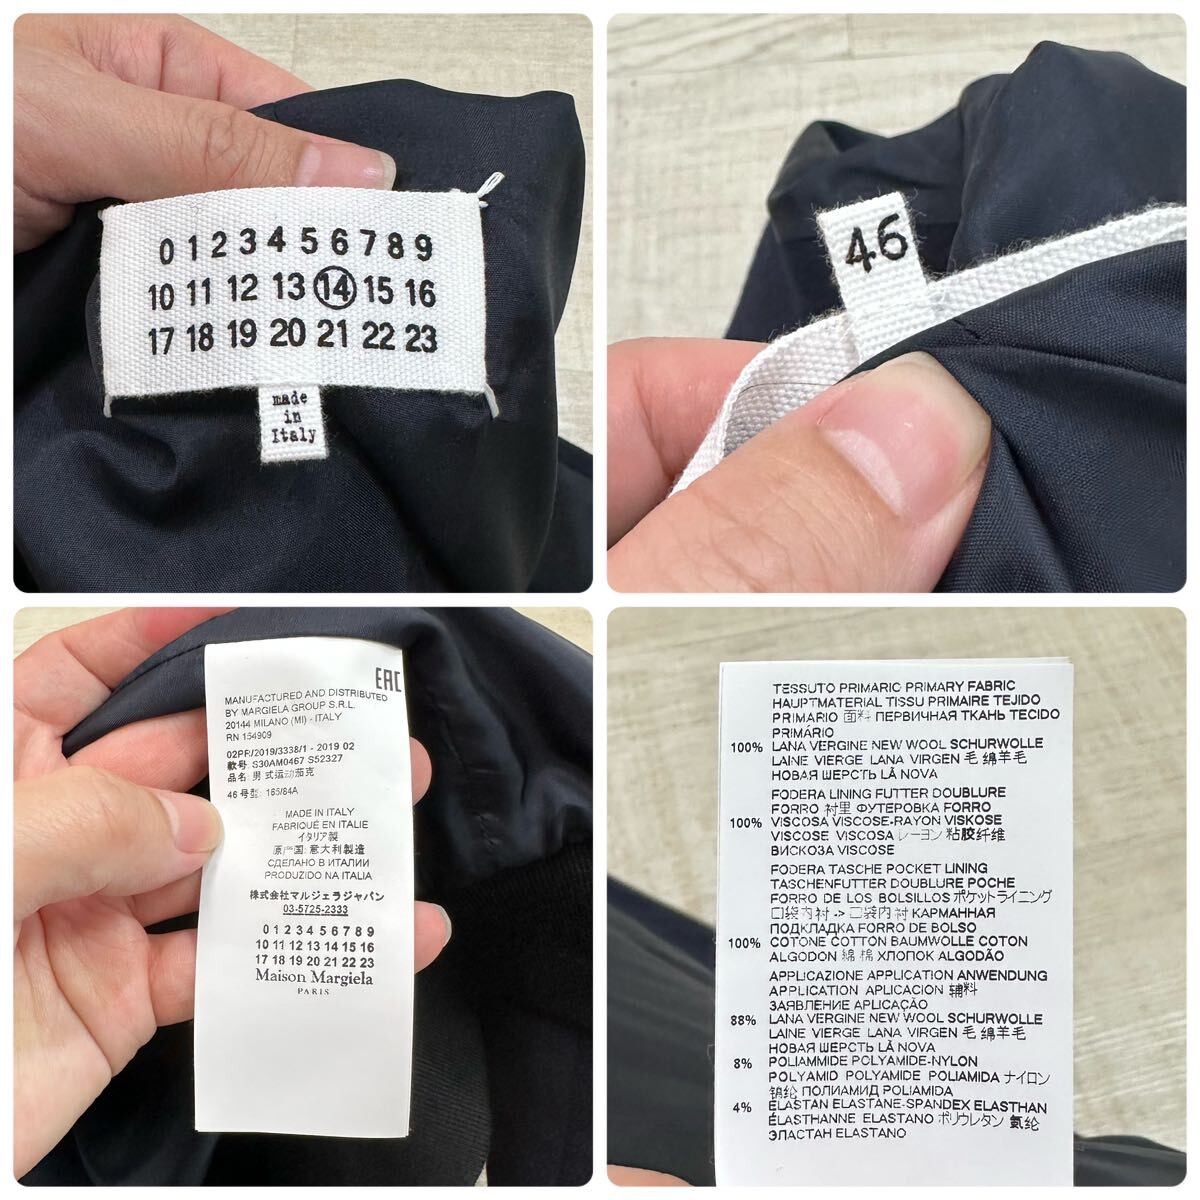 0 1 2 3 4 5 6 7 8 9
10 11 12 13 14 15 16
17 18 19 20 21 22 23
made
in
Italy
46
EAC
MANUFACTURED AND DISTRIBUTED
BY MARGIELA GROUP S.R.L.
20144 MILANO (MI) - ITALY
RN 154909
02PF/2019/3338/1 - 2019 02
款号: S30AM0467 S52327
品名: 男 式运动茄克
46 号型: 165/84A
MADE IN ITALY
FABRIQUÉ EN ITALIE
イタリア製
原产国: 意大利製造
СДЕЛАНО В ИТАЛИИ
PRODUZIDO NA ITALIA
株式会社マルジェラジャパン
03-5725-2333
0 1 2 3 4 5 6 7 8 9
10 11 12 13 14 15 16
17 18 19 20 21 22 23
Maison Margiela
PARIS
TESSUTO PRIMARIO PRIMARY FABRIC
HAUPTMATERIAL TISSU PRIMAIRE TEJIDO
PRIMARIO 面料 ПЕРВИЧНАЯ ТКАНЬ TECIDO
PRIMÁRIO
100% LANA VERGINE NEW WOOL SCHURWOLLE
LAINE VIERGE LANA VIRGEN 毛 绵羊毛
НОВАЯ ШЕРСТЬ LÃ NOVA
FODERA LINING FUTTER DOUBLURE
FORRO 衬里 ФУТЕРОВКА FORRO
100% VISCOSA VISCOSE-RAYON VISKOSE
VISCOSE VISCOSA レーヨン 粘胶纤维
ВИСКОЗА VISCOSE
FODERA TASCHE POCKET LINING
TASCHENFUTTER DOUBLURE POCHE
FORRO DE LOS BOLSILLOS ポケットライニング
口袋内衬 -> 口袋内衬 КАРМАННАЯ
ПОДКЛАДКА FORRO DE BOLSO
100% COTONE COTTON BAUMWOLLE COTON
ALGODON 綿 棉 ХЛОПОК ALGODÃO
APPLICAZIONE APPLICATION ANWENDUNG
APPLICATION APLICACION 辅料
ЗАЯВЛЕНИЕ APLICAÇÃO
88% LANA VERGINE NEW WOOL SCHURWOLLE
LAINE VIERGE LANA VIRGEN 毛 绵羊毛
НОВАЯ ШЕРСТЬ LÃ NOVA
8% POLIAMMIDE POLYAMIDE-NYLON
POLYAMID POLYAMIDE POLIAMIDA ナイロン
锦纶 ПОЛИАМИД POLIAMIDA
4% ELASTAN ELASTANE-SPANDEX ELASTHAN
ÉLASTHANNE ELASTANO ポリウレタン 氨纶
ЭЛАСТАН ELASTANO